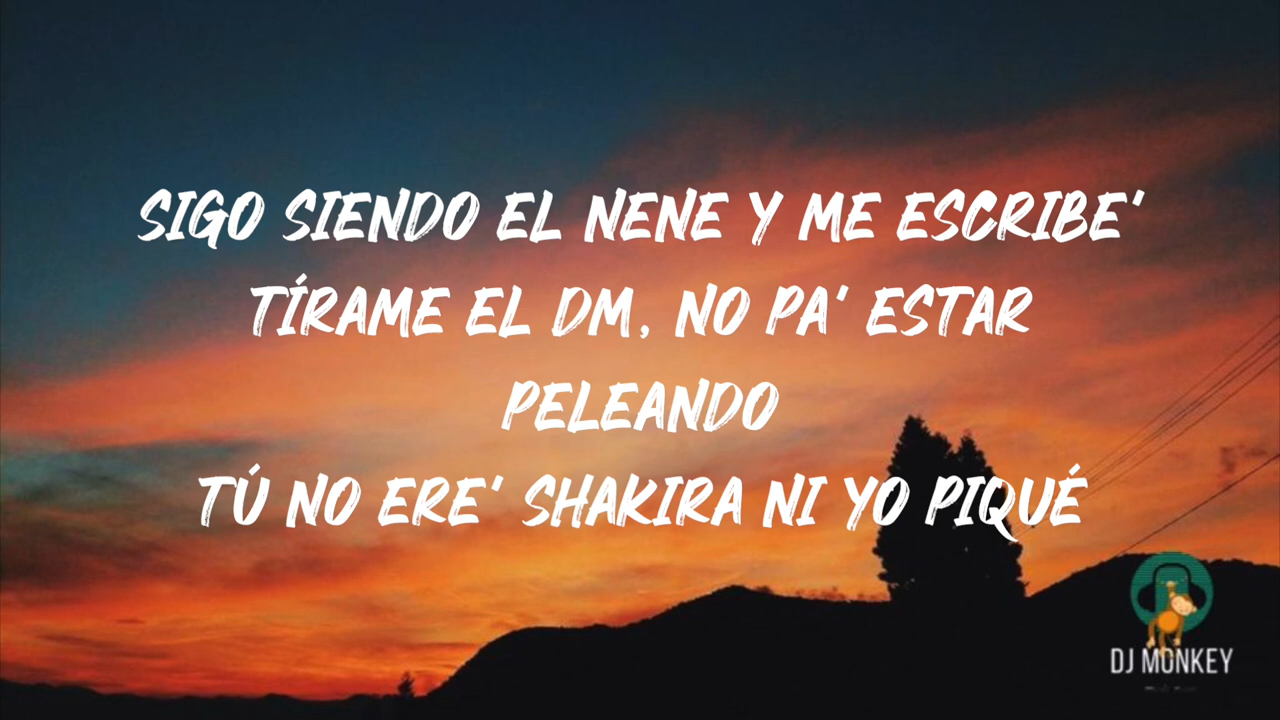 SIGO SIENDO EL NENE Y ME ESCRIBE'
TÍRAME EL DM, NO PA' ESTAR
PELEANDO
TÚ NO ERE' SHAKIRA NI YO PIQUÉ
DJ MONKEY